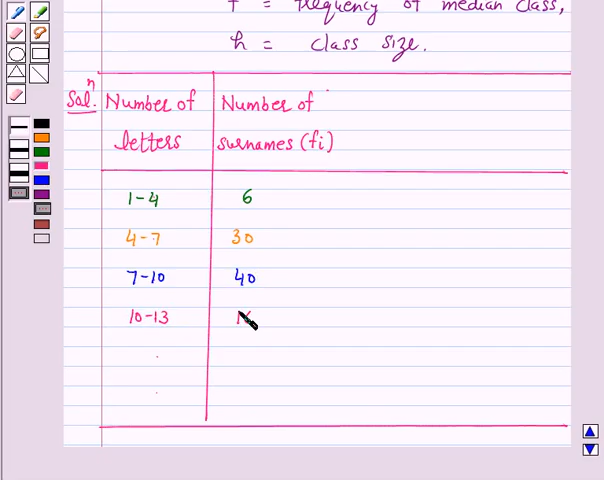 f = frequency of median class,
h = class size.
Solⁿ. Number of letters Number of surnames (fi)
1-4 6
4-7 30
7-10 40
10-13